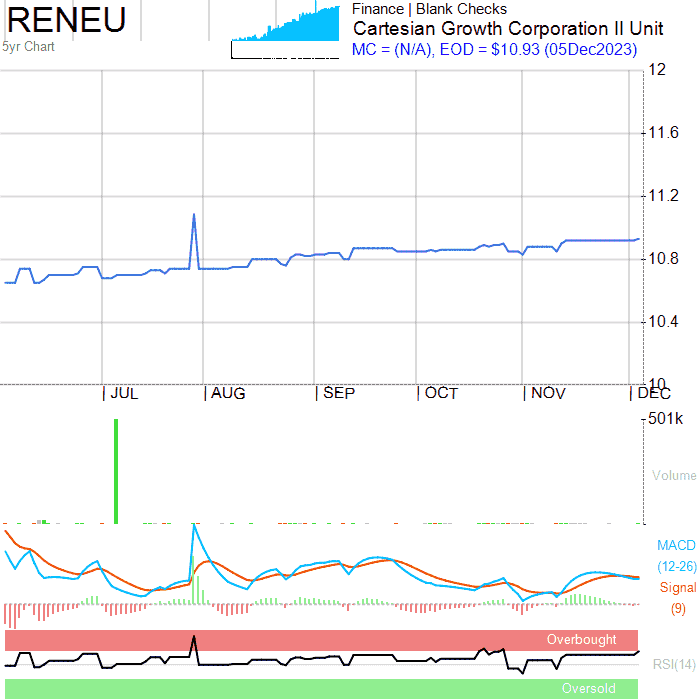 RENEU
5yr Chart
Finance | Blank Checks
Cartesian Growth Corporation II Unit
MC = (N/A), EOD = $10.93 (05Dec2023)
12
11.6
11.2
10.8
10.4
10
JUL AUG SEP OCT NOV DEC
501k
Volume
MACD
(12-26)
Signal
(9)
Overbought
RSI(14)
Oversold